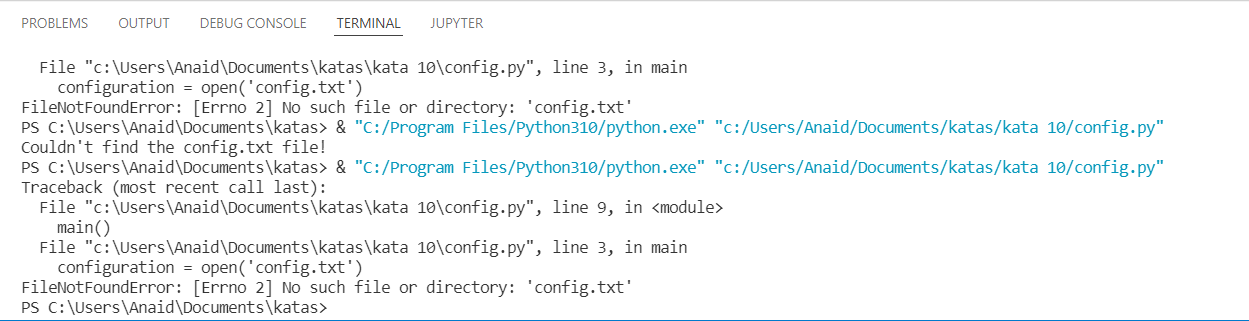 PROBLEMS OUTPUT DEBUG CONSOLE TERMINAL JUPYTER
File "c:\Users\Anaid\Documents\katas\kata 10\config.py", line 3, in main
configuration = open('config.txt')
FileNotFoundError: [Errno 2] No such file or directory: 'config.txt'
PS C:\Users\Anaid\Documents\katas> & "C:/Program Files/Python310/python.exe" "c:/Users/Anaid/Documents/katas/kata 10/config.py"
Couldn't find the config.txt file!
PS C:\Users\Anaid\Documents\katas> & "C:/Program Files/Python310/python.exe" "c:/Users/Anaid/Documents/katas/kata 10/config.py"
Traceback (most recent call last):
File "c:\Users\Anaid\Documents\katas\kata 10\config.py", line 9, in <module>
main()
File "c:\Users\Anaid\Documents\katas\kata 10\config.py", line 3, in main
configuration = open('config.txt')
FileNotFoundError: [Errno 2] No such file or directory: 'config.txt'
PS C:\Users\Anaid\Documents\katas>